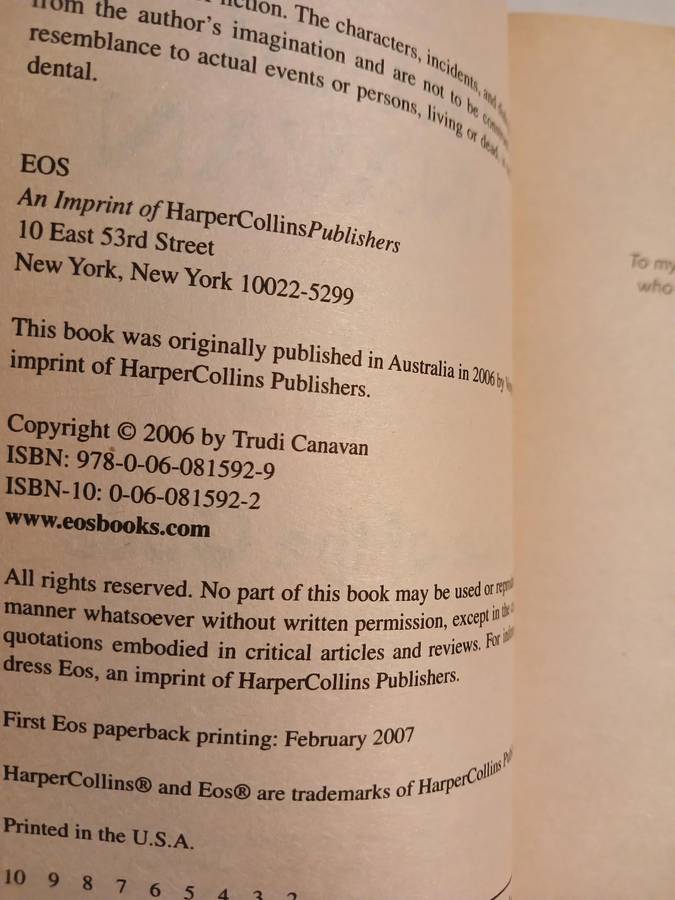 fiction. The characters, incidents, and
from the author's imagination and are not to be
resemblance to actual events or persons, living or dead,
dental.
EOS
An Imprint of HarperCollinsPublishers
10 East 53rd Street
New York, New York 10022-5299
This book was originally published in Australia in 2006 by
imprint of HarperCollins Publishers.
Copyright © 2006 by Trudi Canavan
ISBN: 978-0-06-081592-9
ISBN-10: 0-06-081592-2
www.eosbooks.com
All rights reserved. No part of this book may be used or
manner whatsoever without written permission, except in the
quotations embodied in critical articles and reviews. For
dress Eos, an imprint of HarperCollins Publishers.
First Eos paperback printing: February 2007
HarperCollins® and Eos® are trademarks of HarperCollins
Printed in the U.S.A.
10 9 8 7 6 5 4 3 2
To my
who